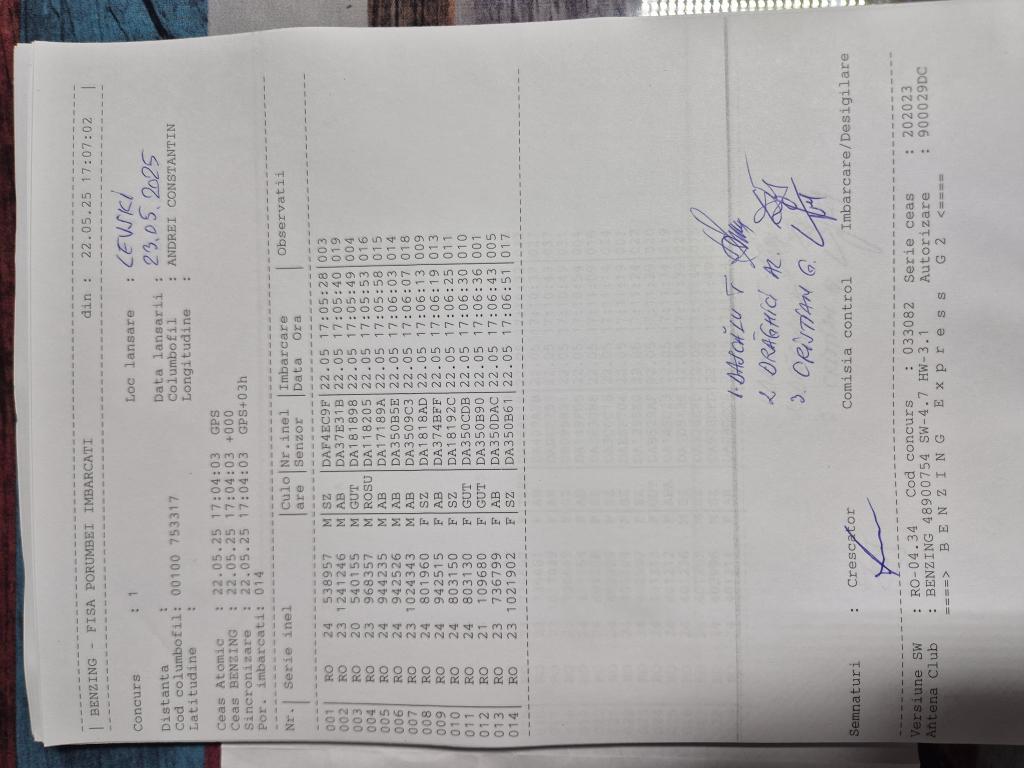 | BENZING - FISA PORUMBEI IMBARCATI din : 22.05.25 17:07:02 |
Concurs : 1 Loc lansare : LEVSKI
Distanta : Data lansarii : 23.05.2025
Cod columbofil: 00100 753317 Columbofil : ANDREI CONSTANTIN
Latitudine : Longitudine :
Ceas Atomic : 22.05.25 17:04:03 GPS
Ceas BENZING : 22.05.25 17:04:03 +000
Sincronizare : 22.05.25 17:04:03 GPS+03h
Por. imbarcati: 014
Nr.| Serie inel |Culo|Nr.inel |Imbarcare | Observatii
| |are |Senzor |Data Ora |
001| RO 24 538957 M|SZ |DAF4EC9F|22.05 17:05:28|003
002| RO 23 1241246 M|AB |DA37E31B|22.05 17:05:40|019
003| RO 20 540155 M|GUT |DA181898|22.05 17:05:49|004
004| RO 23 968357 M|ROSU|DA118205|22.05 17:05:53|016
005| RO 24 944235 M|AB |DA17189A|22.05 17:05:58|015
006| RO 24 942526 M|AB |DA350B5E|22.05 17:06:03|014
007| RO 23 1024343 M|AB |DA3509C3|22.05 17:06:07|018
008| RO 24 801960 F|SZ |DA1818AD|22.05 17:06:13|009
009| RO 24 942515 F|AB |DA374BFF|22.05 17:06:19|013
010| RO 24 803150 F|SZ |DA18192C|22.05 17:06:25|011
011| RO 24 803130 F|GUT |DA350CDB|22.05 17:06:30|010
012| RO 21 109680 F|GUT |DA350B90|22.05 17:06:36|001
013| RO 23 736799 F|AB |DA350DAC|22.05 17:06:43|005
014| RO 23 1021902 F|SZ |DA350B61|22.05 17:06:51|017
1. DASCĂLU T
2. DRĂGHICI AL.
3. CRISTIAN G.
Semnaturi : Crescator Comisia control Imbarcare/Desigilare
Versiune SW : RO-04.34 Cod concurs : 033082 Serie ceas : 202023
Antena Club : BENZING 48900754 SW-4.7 HW-3.1 Autorizare : 900029DC
====> B E N Z I N G E x p r e s s G 2 <====